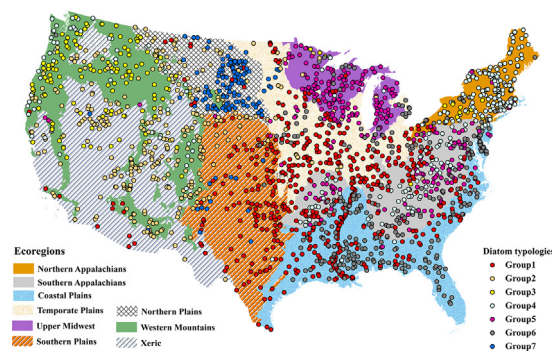 Ecoregions
Northern Appalachians
Southern Appalachians
Coastal Plains
Temporate Plains
Upper Midwest
Southern Plains
Northern Plains
Western Mountains
Xeric
Diatom typologies
Group1
Group2
Group3
Group4
Group5
Group6
Group7